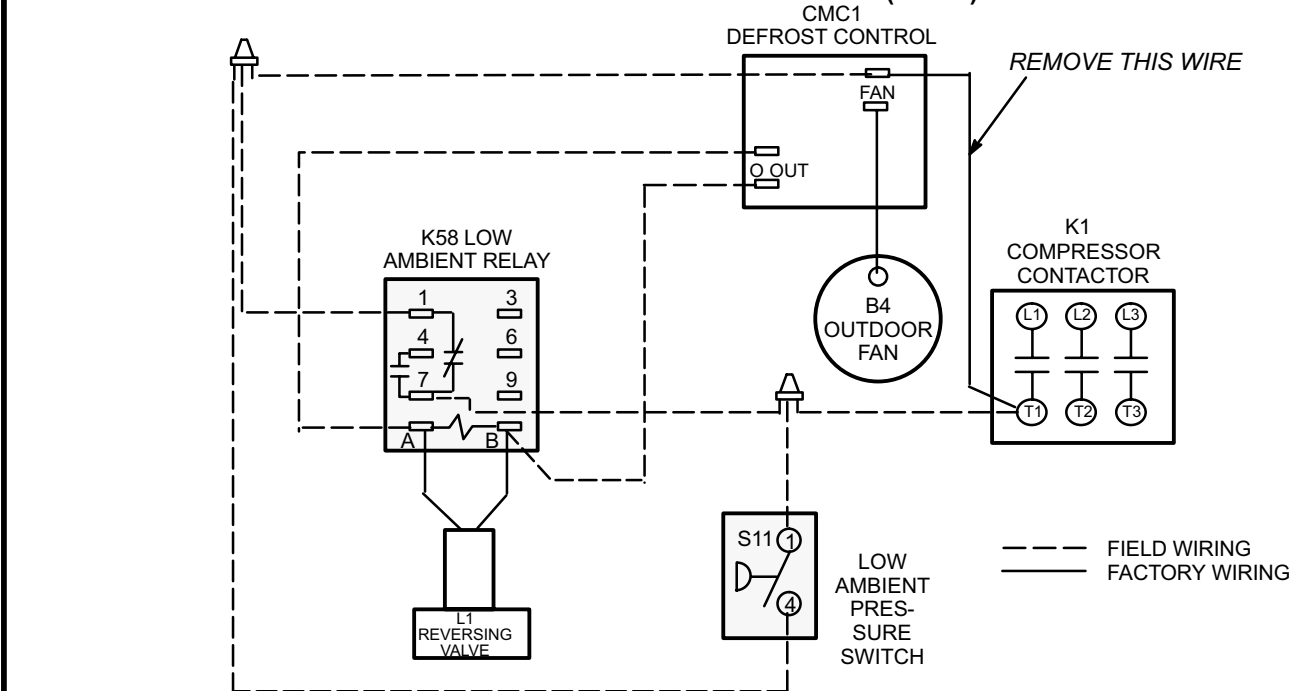 CMC1
DEFROST CONTROL
REMOVE THIS WIRE
FAN
O OUT
K58 LOW
AMBIENT RELAY
1
3
4
6
7
9
A
B
B4
OUTDOOR
FAN
K1
COMPRESSOR
CONTACTOR
L1
L2
L3
T1
T2
T3
S11
1
4
LOW
AMBIENT
PRES-
SURE
SWITCH
FIELD WIRING
FACTORY WIRING
L1
REVERSING
VALVE